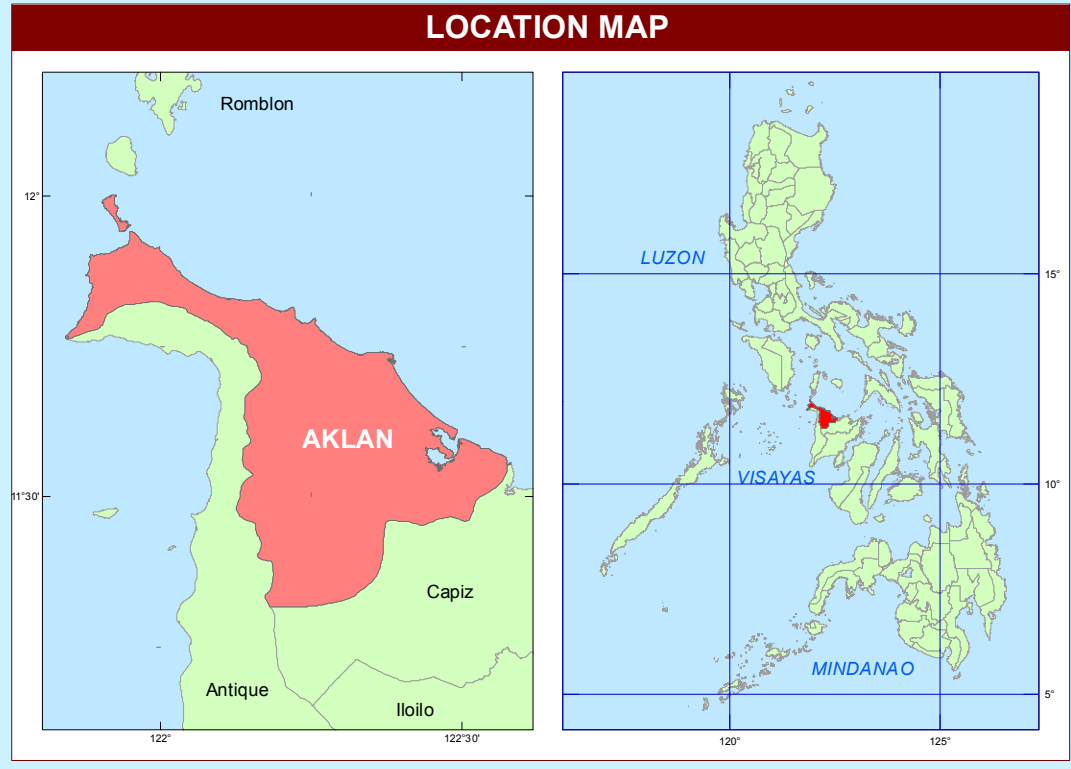 LOCATION MAP
Romblon
12°
AKLAN
11°30'
Capiz
Antique
Iloilo
122°
122°30'
LUZON
15°
VISAYAS
10°
MINDANAO
5°
120°
125°